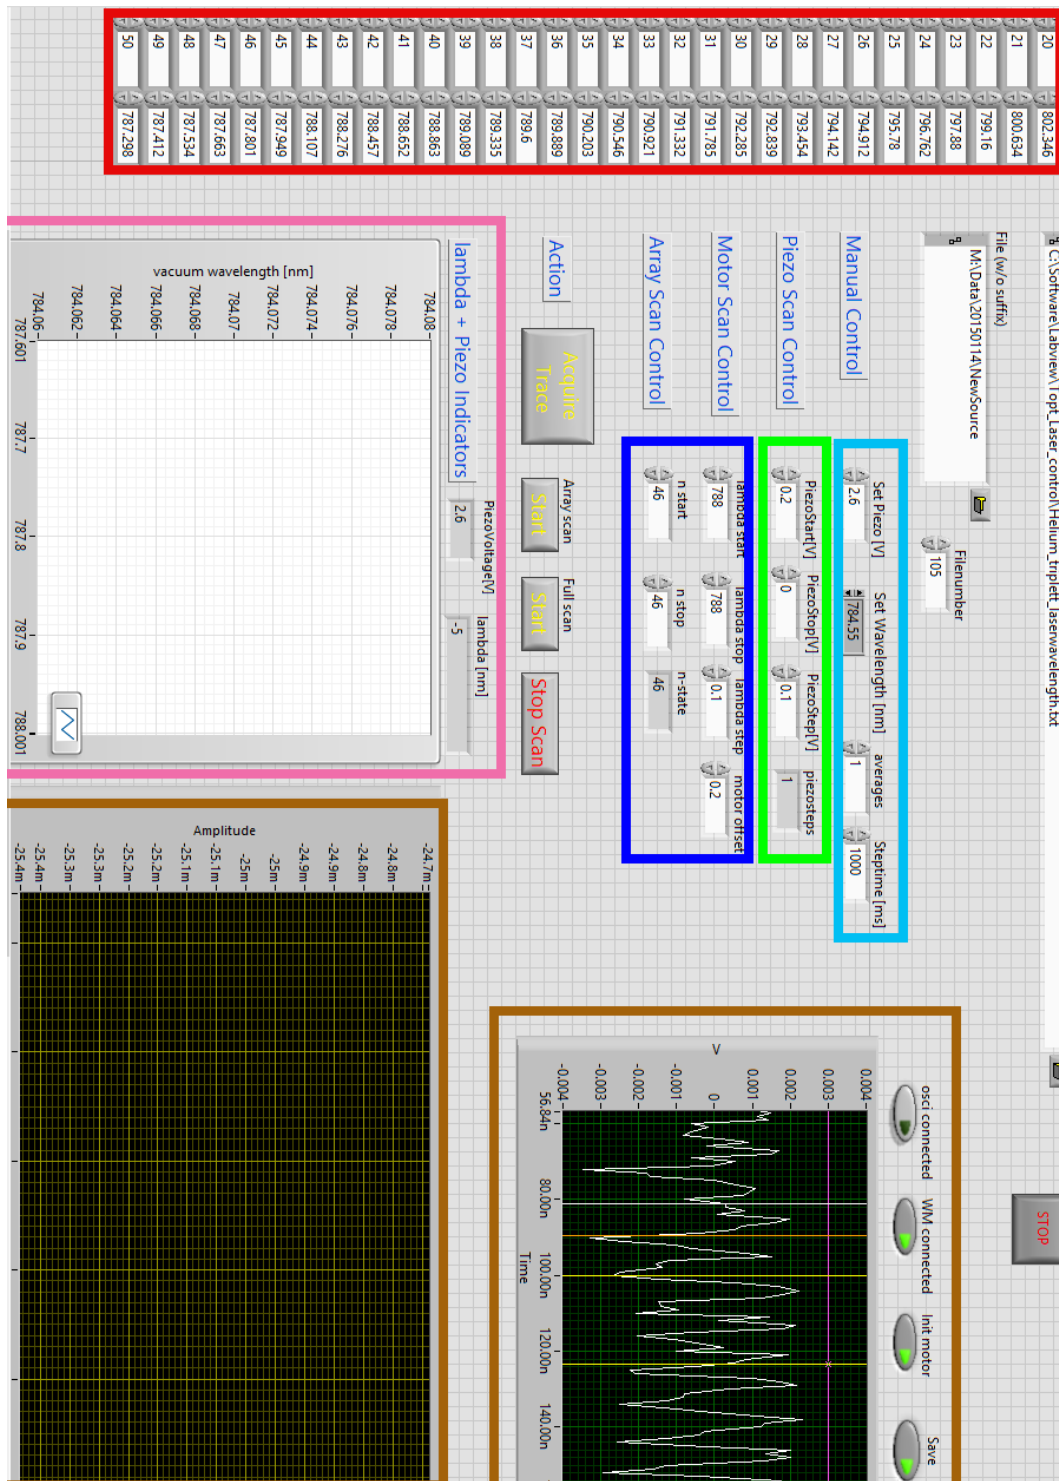 C:\Software\Labview\Topt_Laser_control\Helium_triplett_laserwavelength.txt
STOP
File (w/o suffix)
M:\Data\20150114\NewSource
Filenumber
105
20 21 22 23 24 25 26 27 28 29 30 31 32 33 34 35 36 37 38 39 40 41 42 43 44 45 46 47 48 49 50
802.346 800.634 799.16 797.88 796.762 795.78 794.912 794.142 793.454 792.839 792.285 791.785 791.332 790.921 790.546 790.203 789.889 789.6 789.335 789.089 788.863 788.652 788.457 788.276 788.107 787.949 787.801 787.663 787.534 787.412 787.298
Manual Control
Set Piezo [V] Set Wavelength [nm] averages Steptime [ms]
2.6 784.55 1 1000
Piezo Scan Control
PiezoStart[V] PiezoStop[V] PiezoStep[V] piezosteps
0.2 0 0.1 1
Motor Scan Control
lambda start lambda stop lambda step motor offset
788 788 0.1 0.2
Array Scan Control
n start n stop n-state
46 46 46
Action
Acquire
Trace
Array scan Full scan
Start Start Stop Scan
lambda + Piezo Indicators
PiezoVoltage[V] lambda [nm]
2.6 -5
vacuum wavelength [nm]
784.08
784.078
784.076
784.074
784.072
784.07
784.068
784.066
784.064
784.062
784.06
787.601 787.7 787.8 787.9 788.001
osci connected WM connected Init motor Save
V
0.004
0.003
0.002
0.001
0
-0.001
-0.002
-0.003
-0.004
56.84n 80.00n 100.00n 120.00n 140.00n
Time
Amplitude
-24.7m
-24.8m
-24.8m
-24.9m
-24.9m
-25.1m
-25.1m
-25.2m
-25.2m
-25.3m
-25.3m
-25.4m
-25.4m